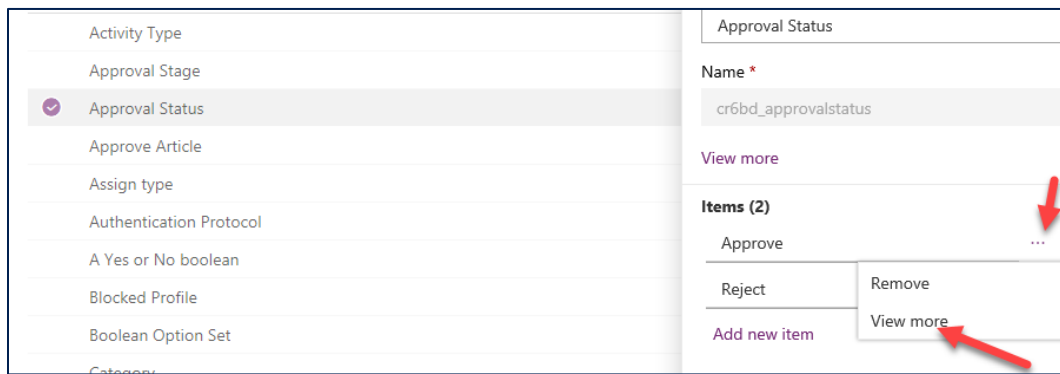 Activity Type
Approval Stage
Approval Status
Approve Article
Assign type
Authentication Protocol
A Yes or No boolean
Blocked Profile
Boolean Option Set
Category
Approval Status
Name *
cr6bd_approvalstatus
View more
Items (2)
Approve ...
Reject
Remove
View more
Add new item